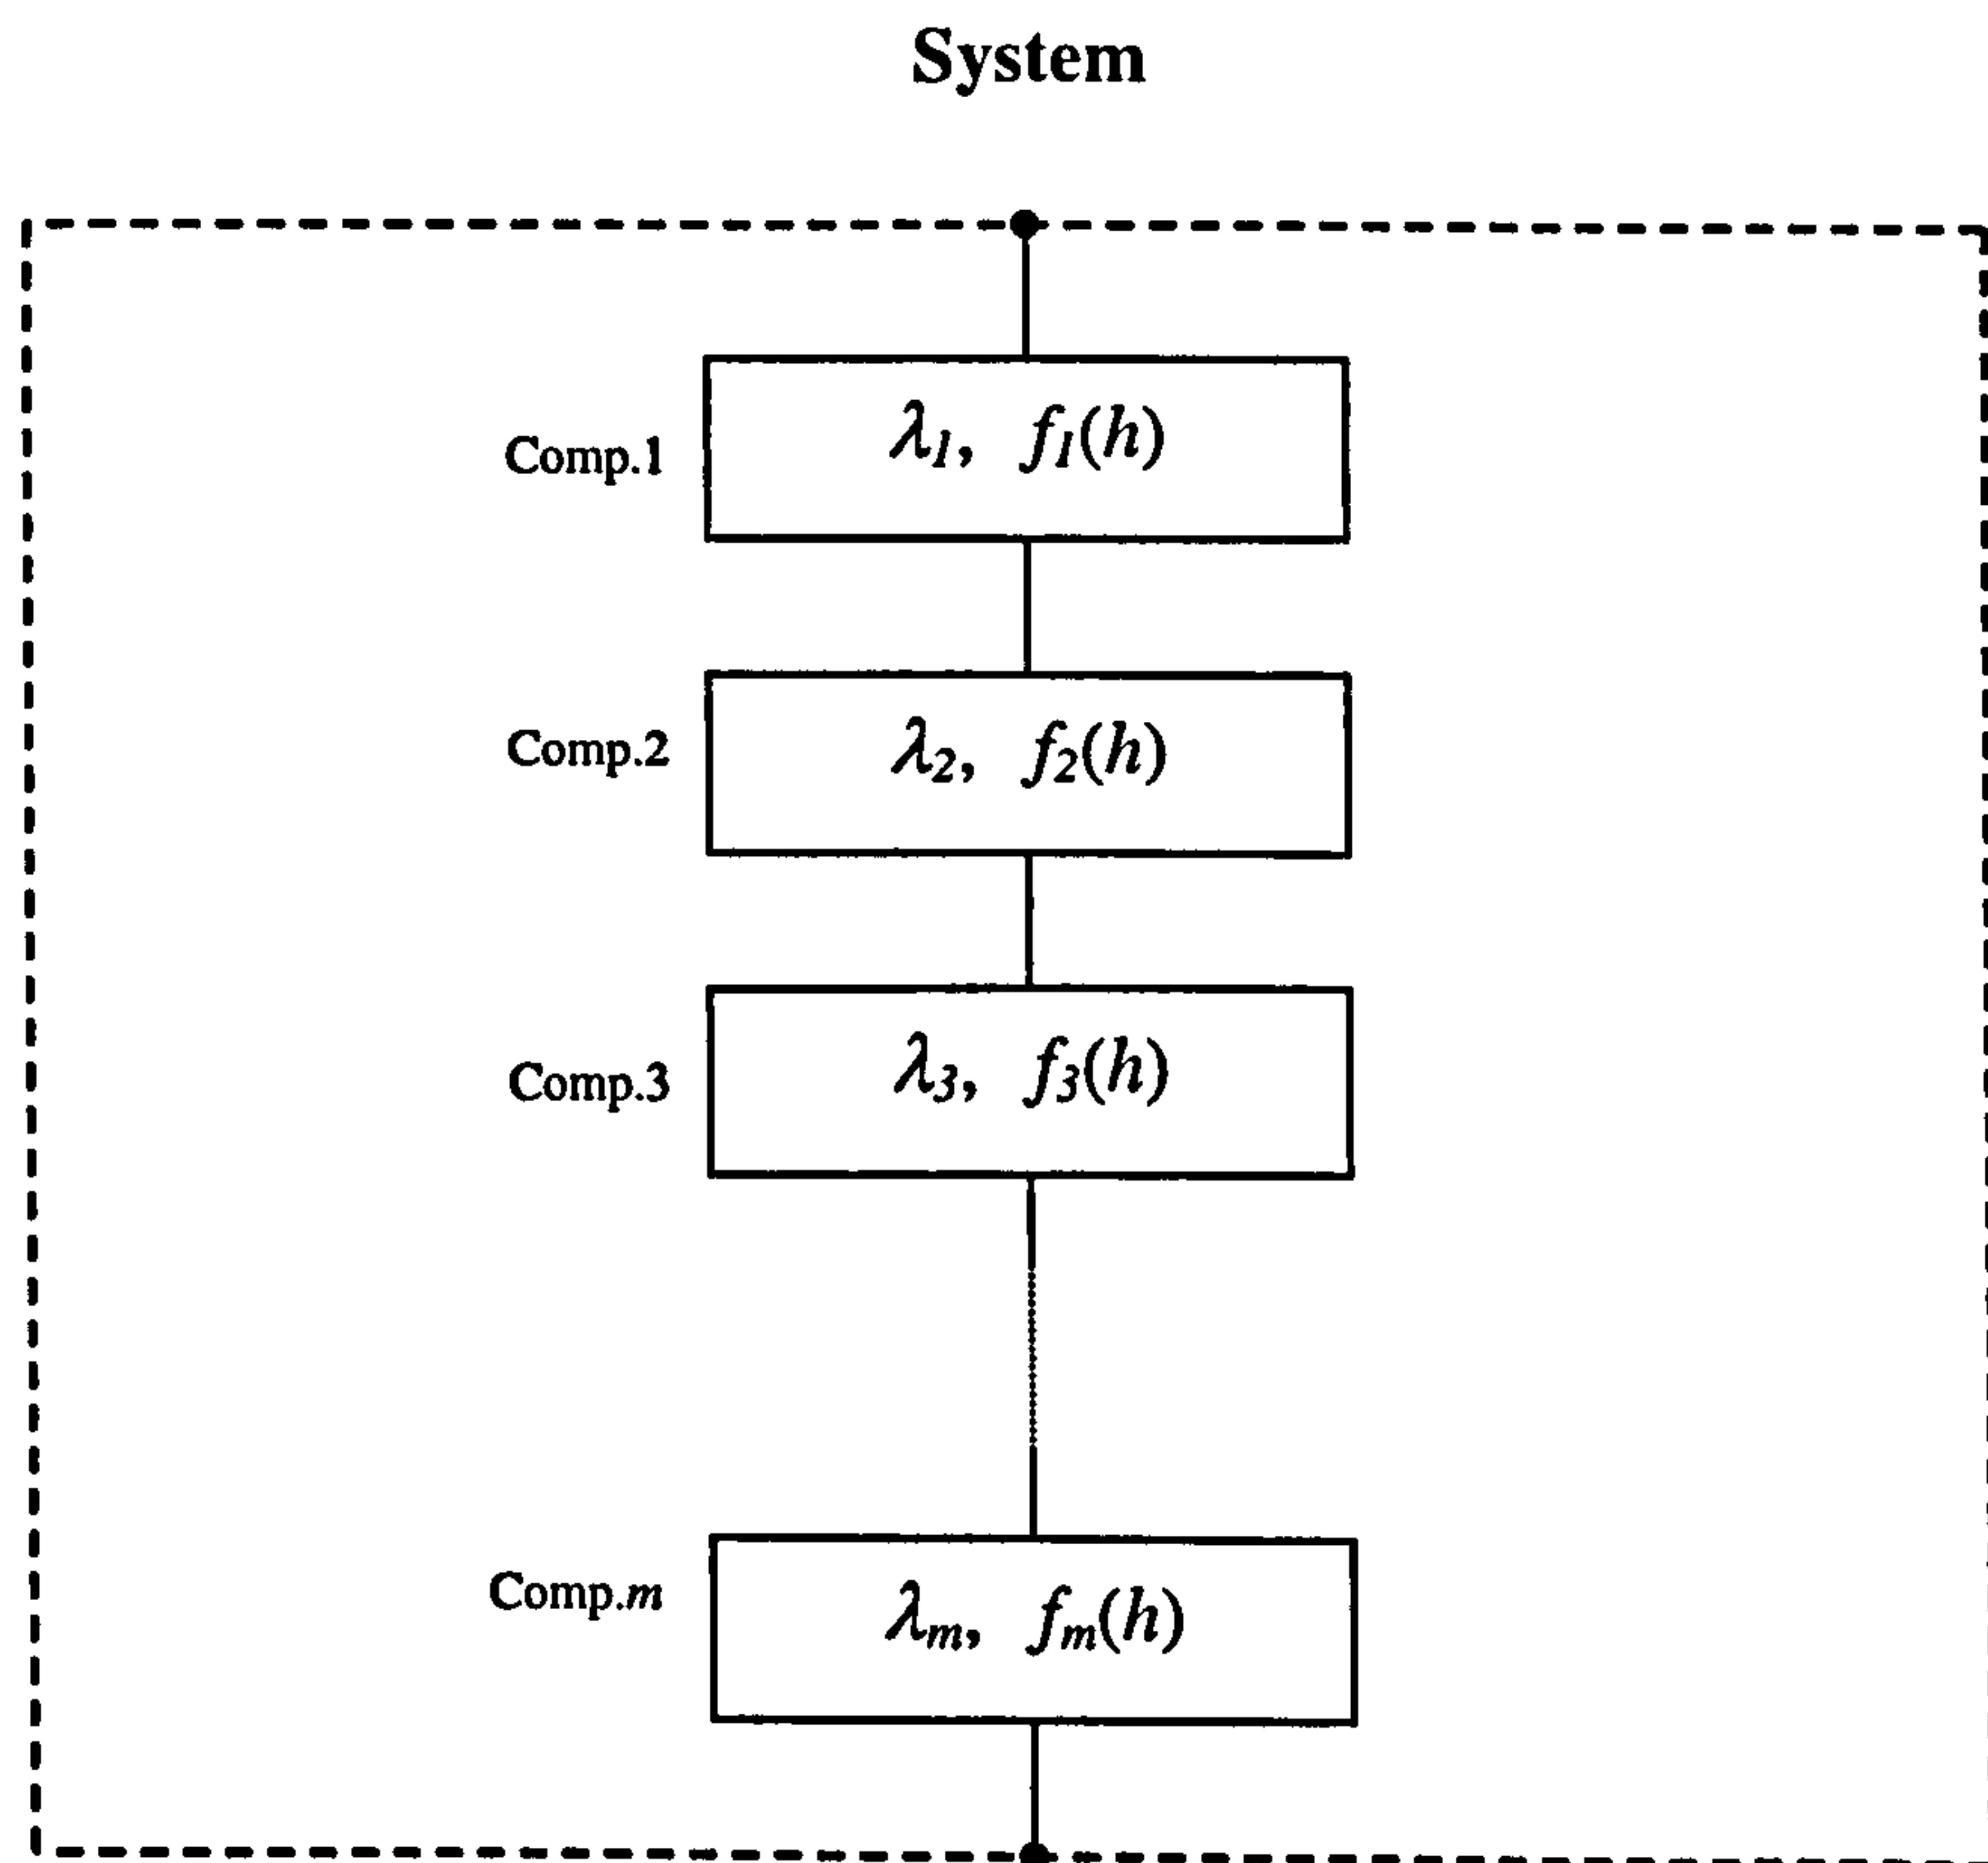 System
Comp.1 λ1, f1(h)
Comp.2 λ2, f2(h)
Comp.3 λ3, f3(h)
Comp.m λm, fm(h)